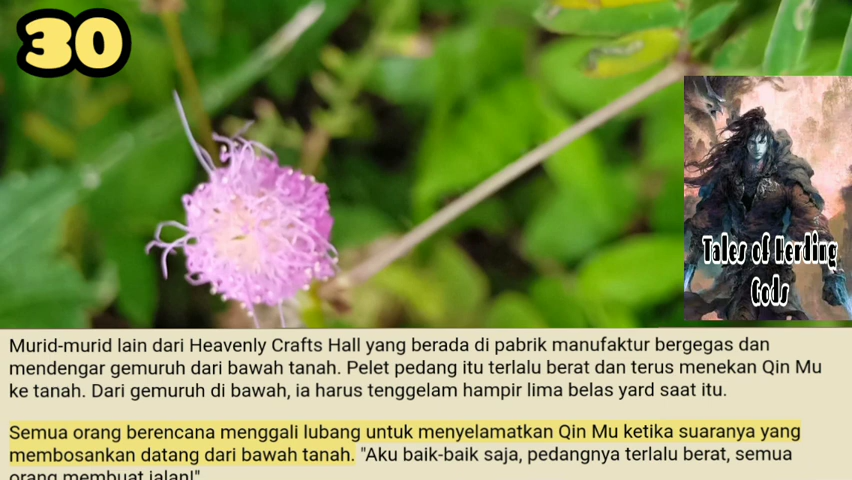 30
Tales of Herding
Gods
Murid-murid lain dari Heavenly Crafts Hall yang berada di pabrik manufaktur bergegas dan
mendengar gemuruh dari bawah tanah. Pelet pedang itu terlalu berat dan terus menekan Qin Mu
ke tanah. Dari gemuruh di bawah, ia harus tenggelam hampir lima belas yard saat itu.
Semua orang berencana menggali lubang untuk menyelamatkan Qin Mu ketika suaranya yang
membosankan datang dari bawah tanah. "Aku baik-baik saja, pedangnya terlalu berat, semua
orang membuat jalan!"